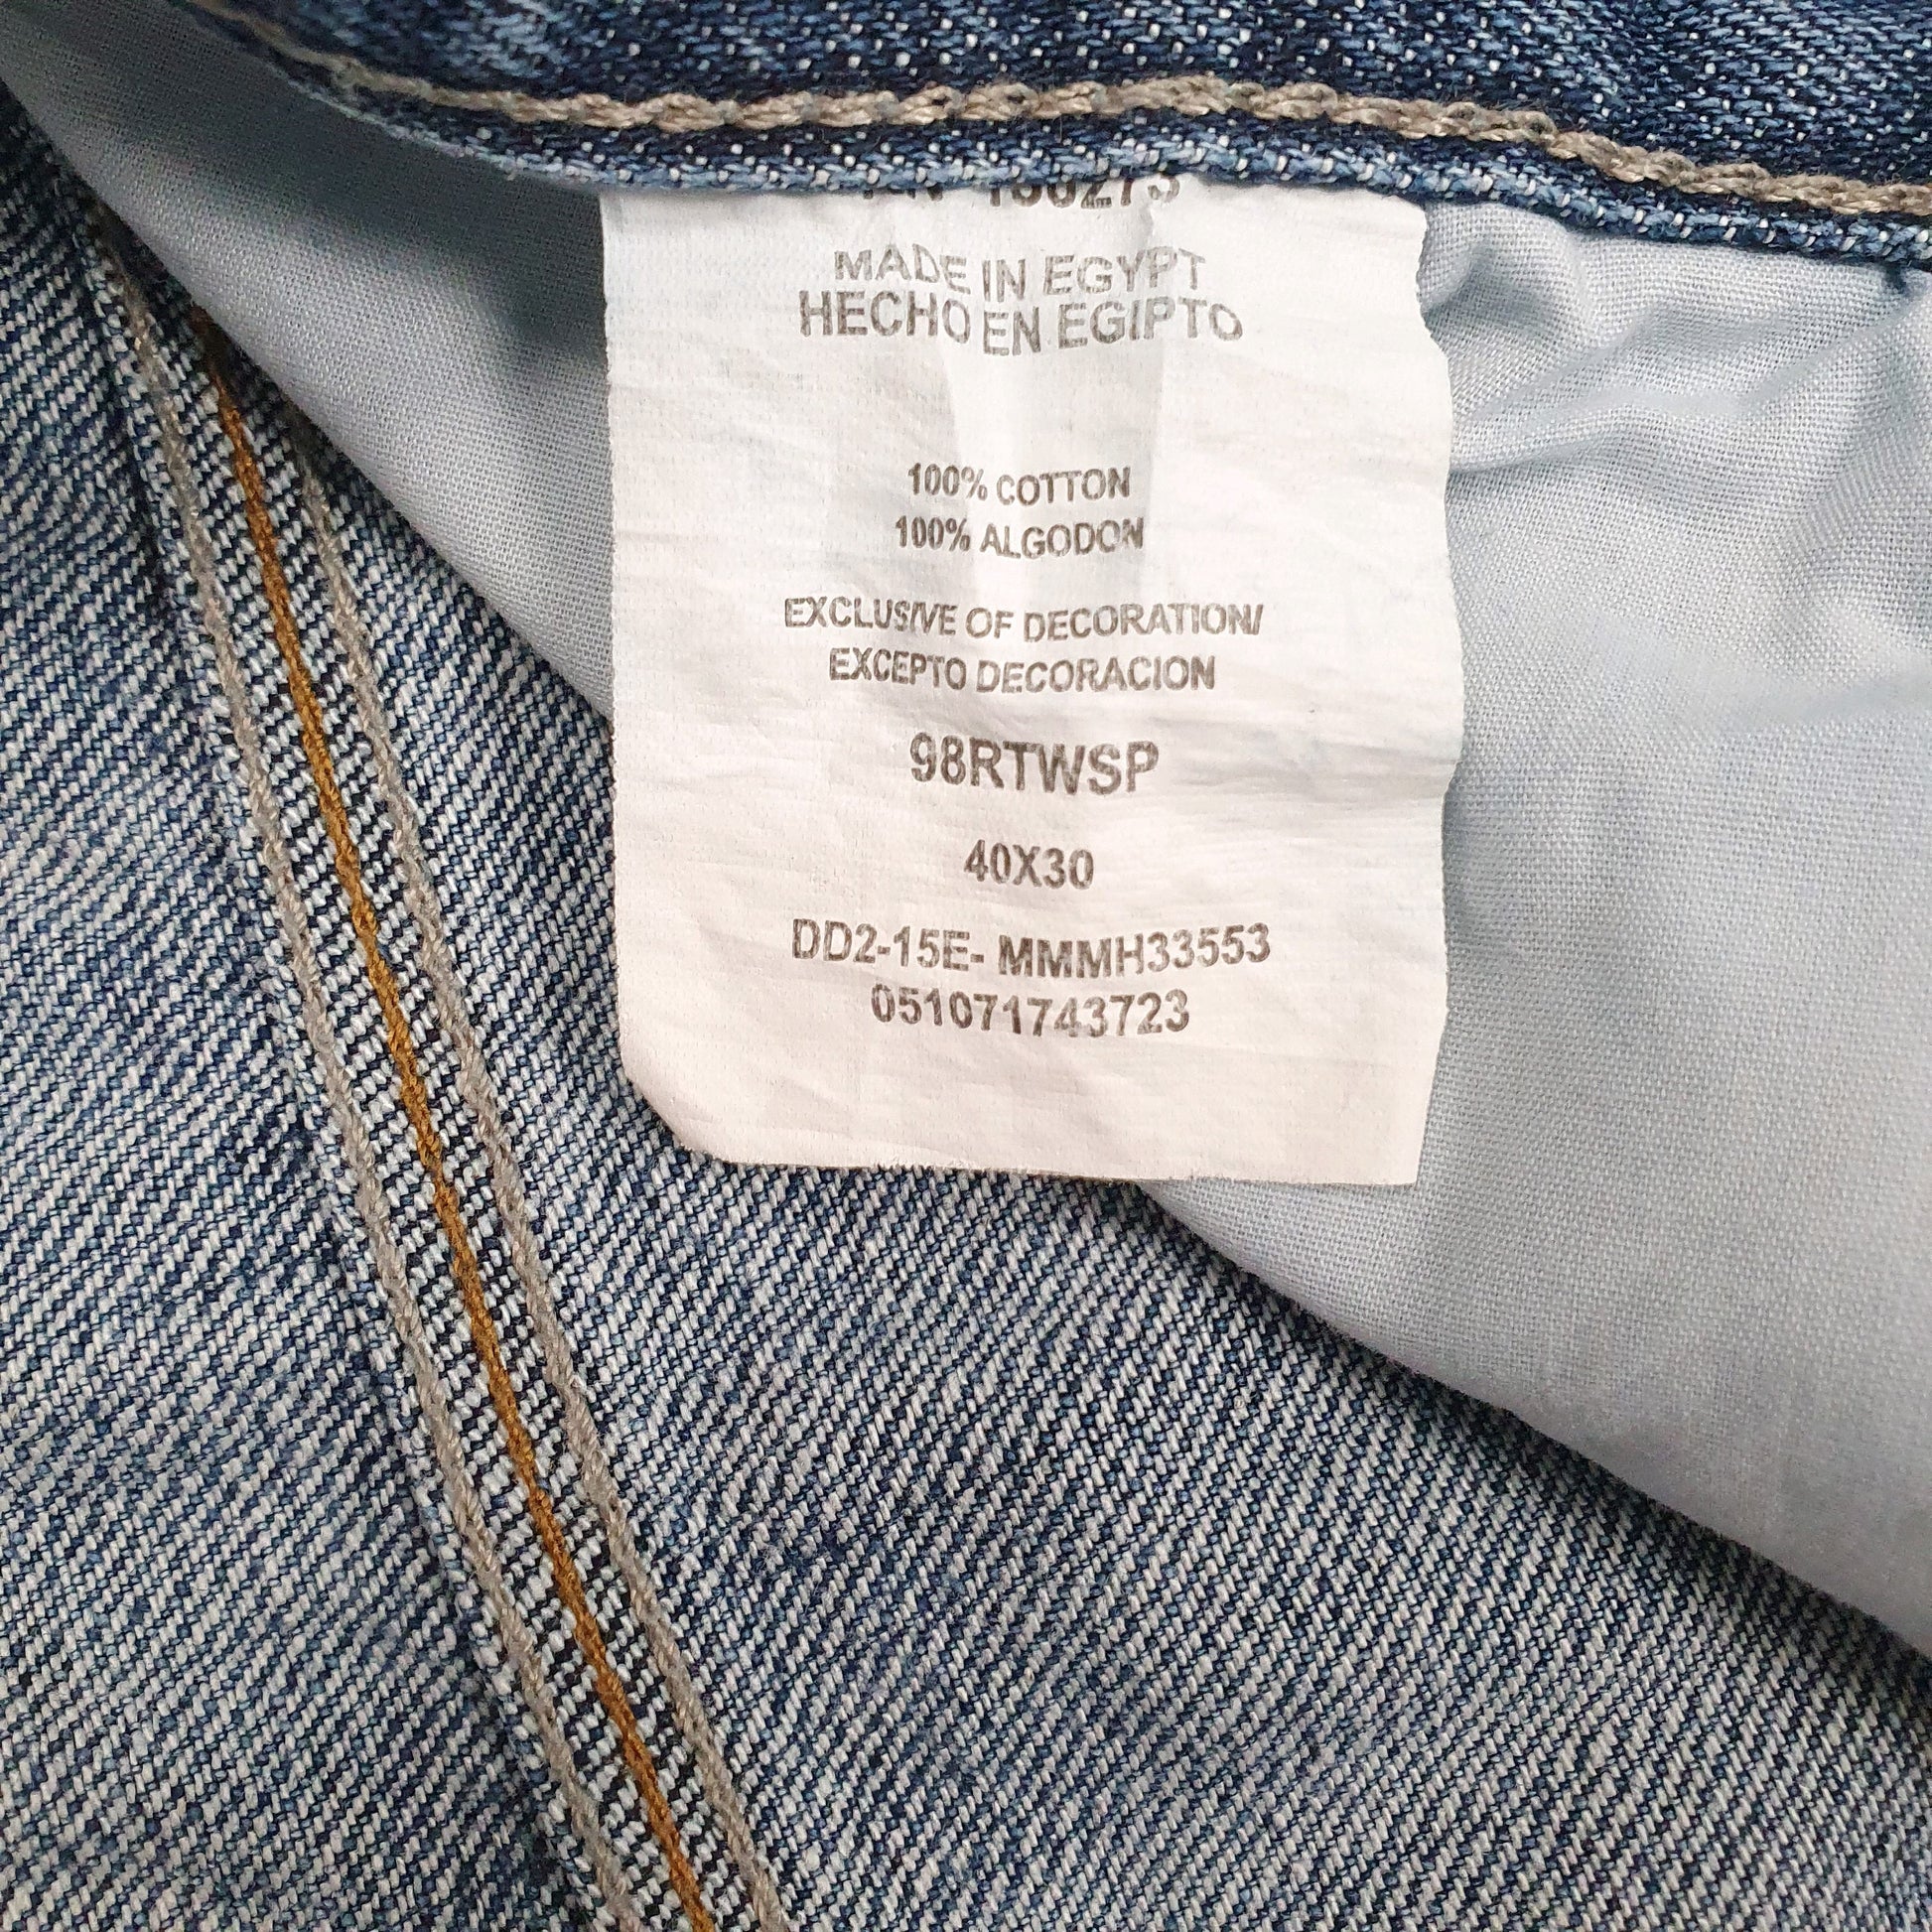 MADE IN EGYPT
HECHO EN EGIPTO
100% COTTON
100% ALGODON
EXCLUSIVE OF DECORATION/
EXCEPTO DECORACION
98RTWSP
40X30
DD2-15E- MMMH33553
051071743723